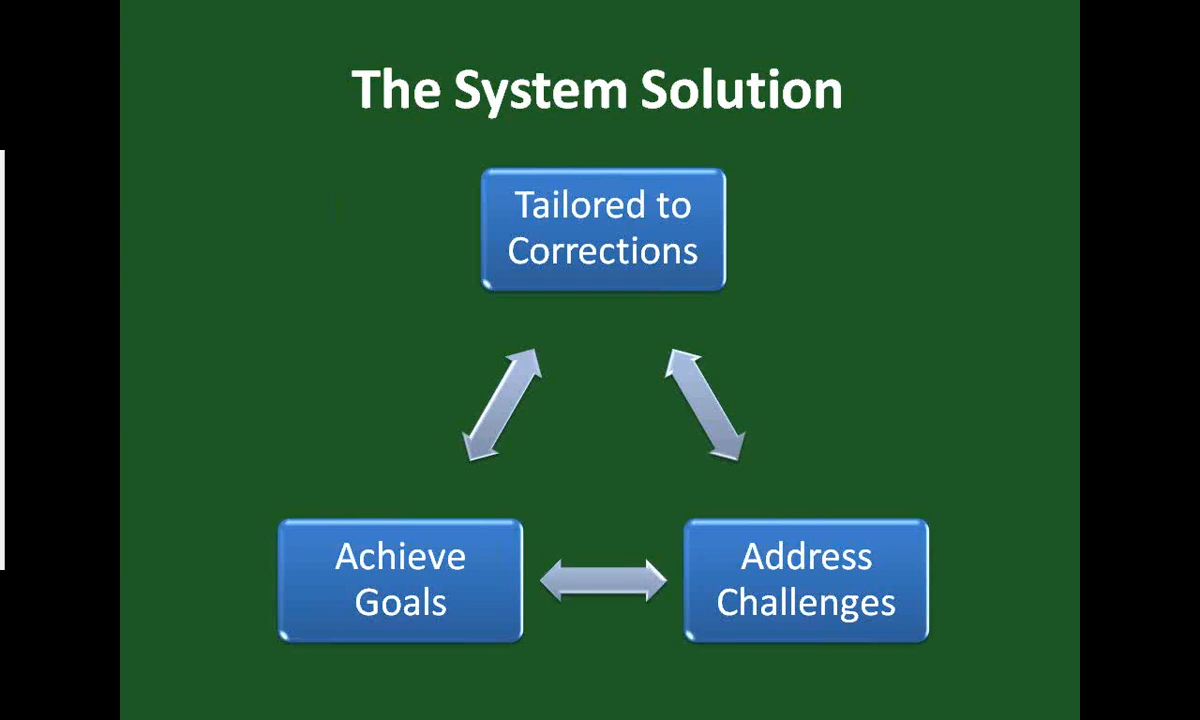 The System Solution
Tailored to
Corrections
Achieve
Goals
Address
Challenges